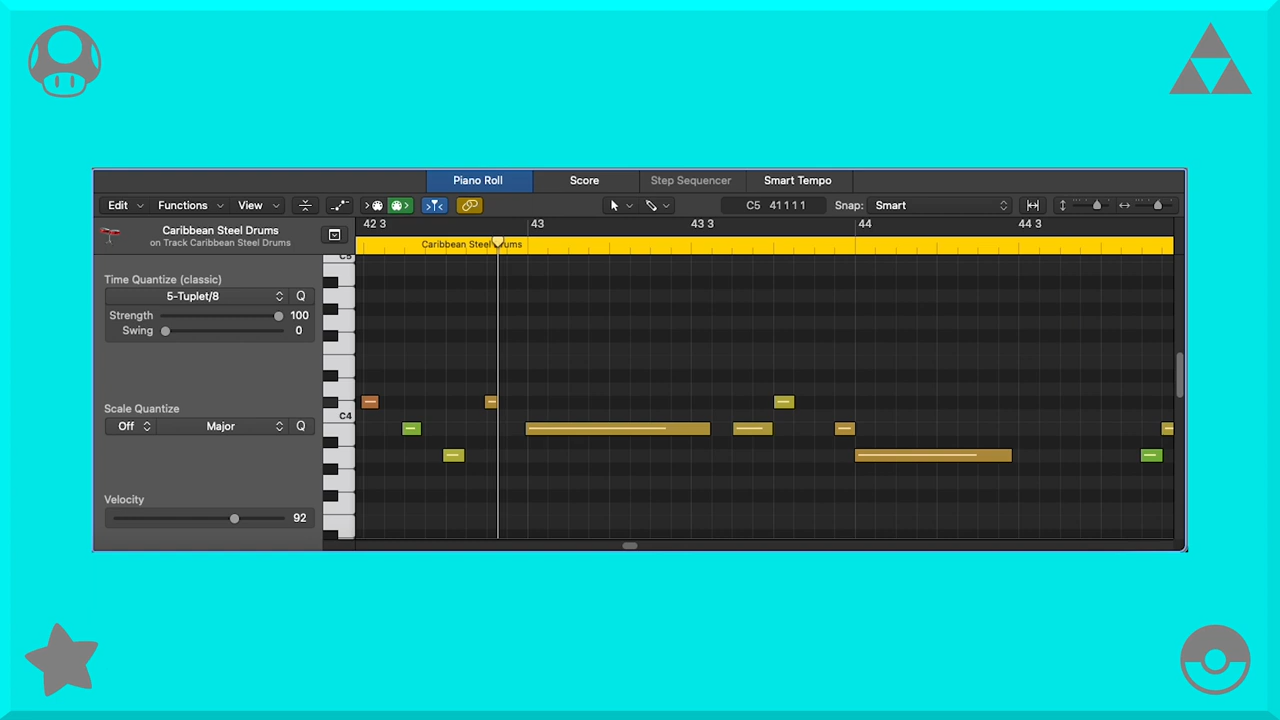 Piano Roll Score Step Sequencer Smart Tempo
Edit Functions View C5 41 1 1 1 Snap: Smart
42 3 43 43 3 44 44 3
Caribbean Steel Drums
on Track Caribbean Steel Drums
Caribbean Steel Drums
C5
Time Quantize (classic)
5-Tuplet/8 Q
Strength 100
Swing 0
Scale Quantize
C4
Off Major Q
Velocity
92